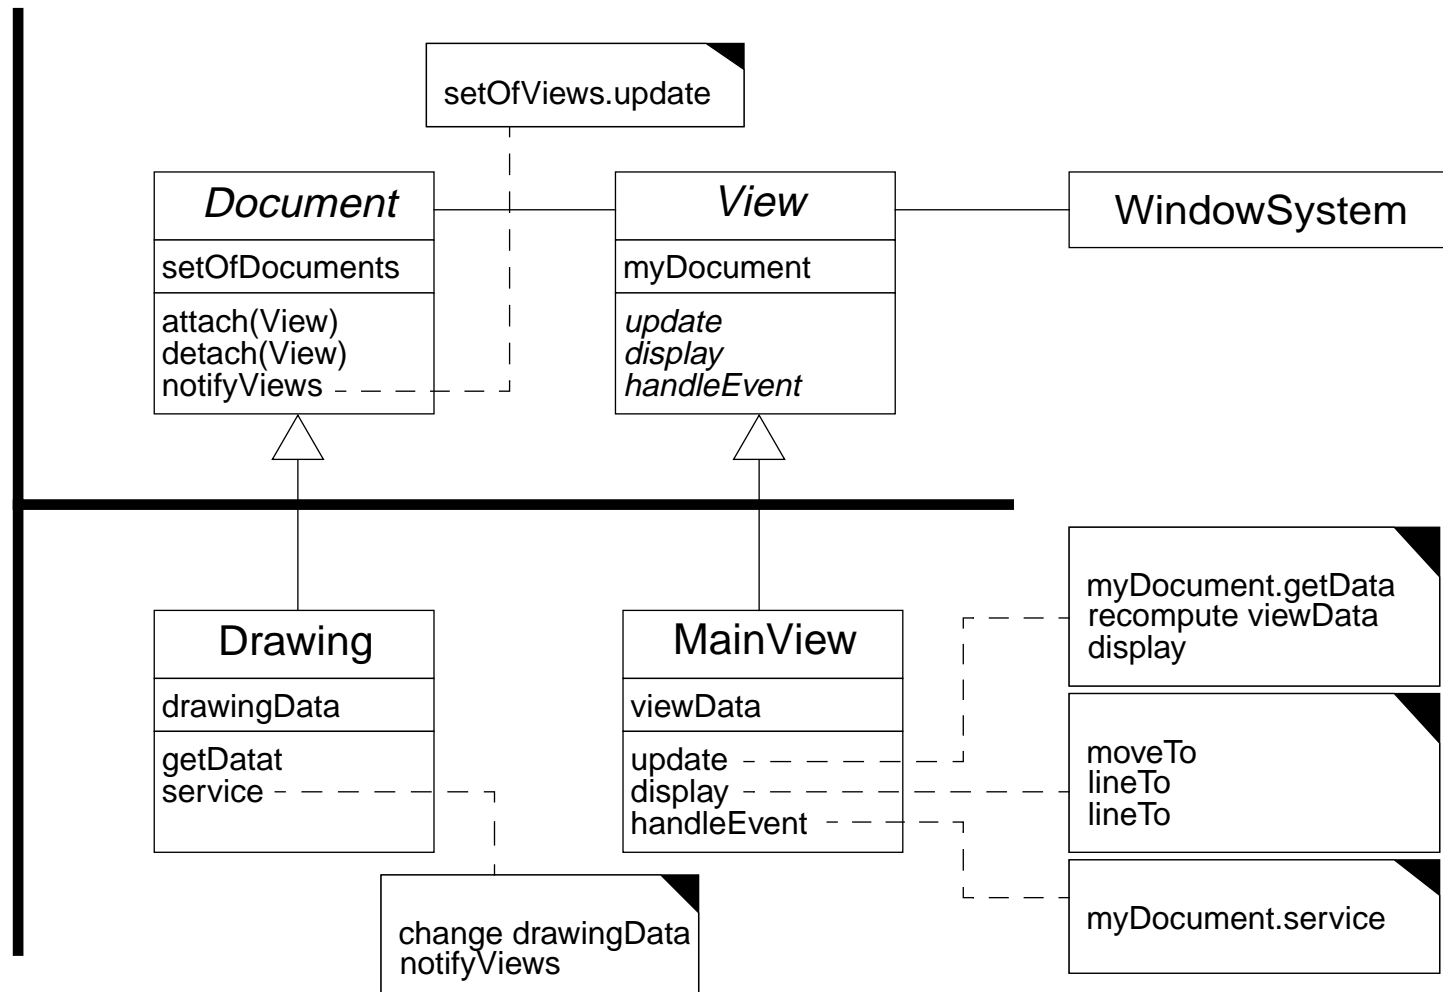 setOfViews.update
Document
setOfDocuments
attach(View)
detach(View)
notifyViews
View
myDocument
update
display
handleEvent
WindowSystem
Drawing
drawingData
getDatat
service
MainView
viewData
update
display
handleEvent
myDocument.getData
recompute viewData
display
moveTo
lineTo
lineTo
myDocument.service
change drawingData
notifyViews